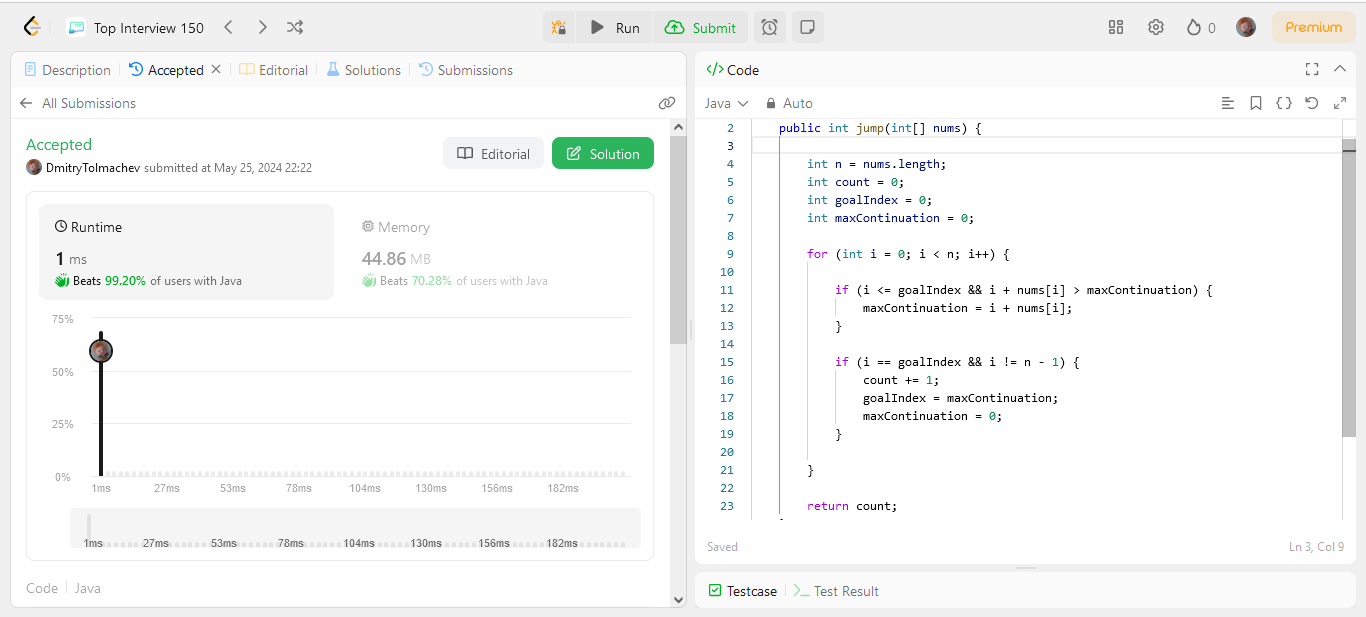 Top Interview 150
Run
Submit
0
Premium
Description
Accepted
Editorial
Solutions
Submissions
All Submissions
Accepted
DmitryTolmachev submitted at May 25, 2024 22:22
Editorial
Solution
Runtime
1 ms
Beats 99.20% of users with Java
Memory
44.86 MB
Beats 70.28% of users with Java
75%
50%
25%
0%
1ms 27ms 53ms 78ms 104ms 130ms 156ms 182ms
1ms 27ms 53ms 78ms 104ms 130ms 156ms 182ms
Code
Java
</> Code
Java
Auto
2 public int jump(int[] nums) {
3
4 int n = nums.length;
5 int count = 0;
6 int goalIndex = 0;
7 int maxContinuation = 0;
8
9 for (int i = 0; i < n; i++) {
10
11 if (i <= goalIndex && i + nums[i] > maxContinuation) {
12 maxContinuation = i + nums[i];
13 }
14
15 if (i == goalIndex && i != n - 1) {
16 count += 1;
17 goalIndex = maxContinuation;
18 maxContinuation = 0;
19 }
20
21 }
22
23 return count;
Saved
Ln 3, Col 9
Testcase
Test Result